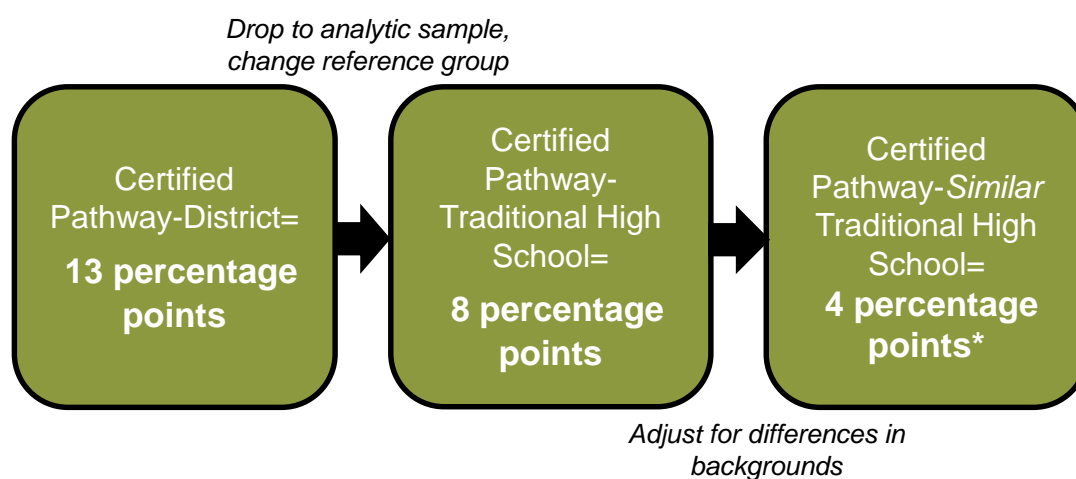 Drop to analytic sample,
change reference group
Certified
Pathway-District=
13 percentage
points
Certified
Pathway-
Traditional High
School=
8 percentage
points
Certified
Pathway-Similar
Traditional High
School=
4 percentage
points*
Adjust for differences in
backgrounds